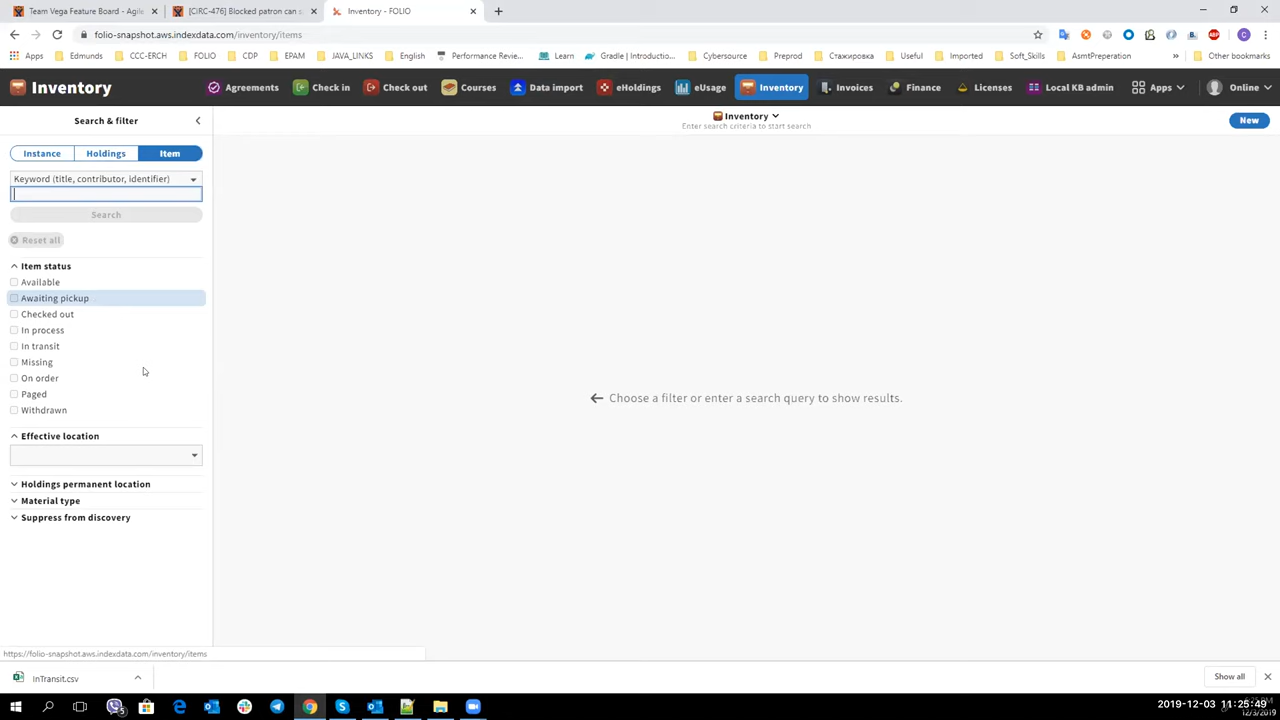 Team Vega Feature Board - Agile
[CIRC-476] Blocked patron can s
Inventory - FOLIO
folio-snapshot.aws.indexdata.com/inventory/items
Apps Edmunds CCC-ERCH FOLIO CDP EPAM JAVA_LINKS English Performance Revie... Learn Gradle | Introductio... Cybersource Preprod Стажировка Useful Imported Soft_Skills AsmtPreperation Other bookmarks
Inventory
Agreements Check in Check out Courses Data import eHoldings eUsage Inventory Invoices Finance Licenses Local KB admin Apps Online
Search & filter
Inventory
Enter search criteria to start search
New
Instance Holdings Item
Keyword (title, contributor, identifier)
Search
Reset all
Item status
Available
Awaiting pickup
Checked out
In process
In transit
Missing
On order
Paged
Withdrawn
Choose a filter or enter a search query to show results.
Effective location
Holdings permanent location
Material type
Suppress from discovery
https://folio-snapshot.aws.indexdata.com/inventory/items
InTransit.csv
Show all
2019-12-03 11:25:49
12/3/2019